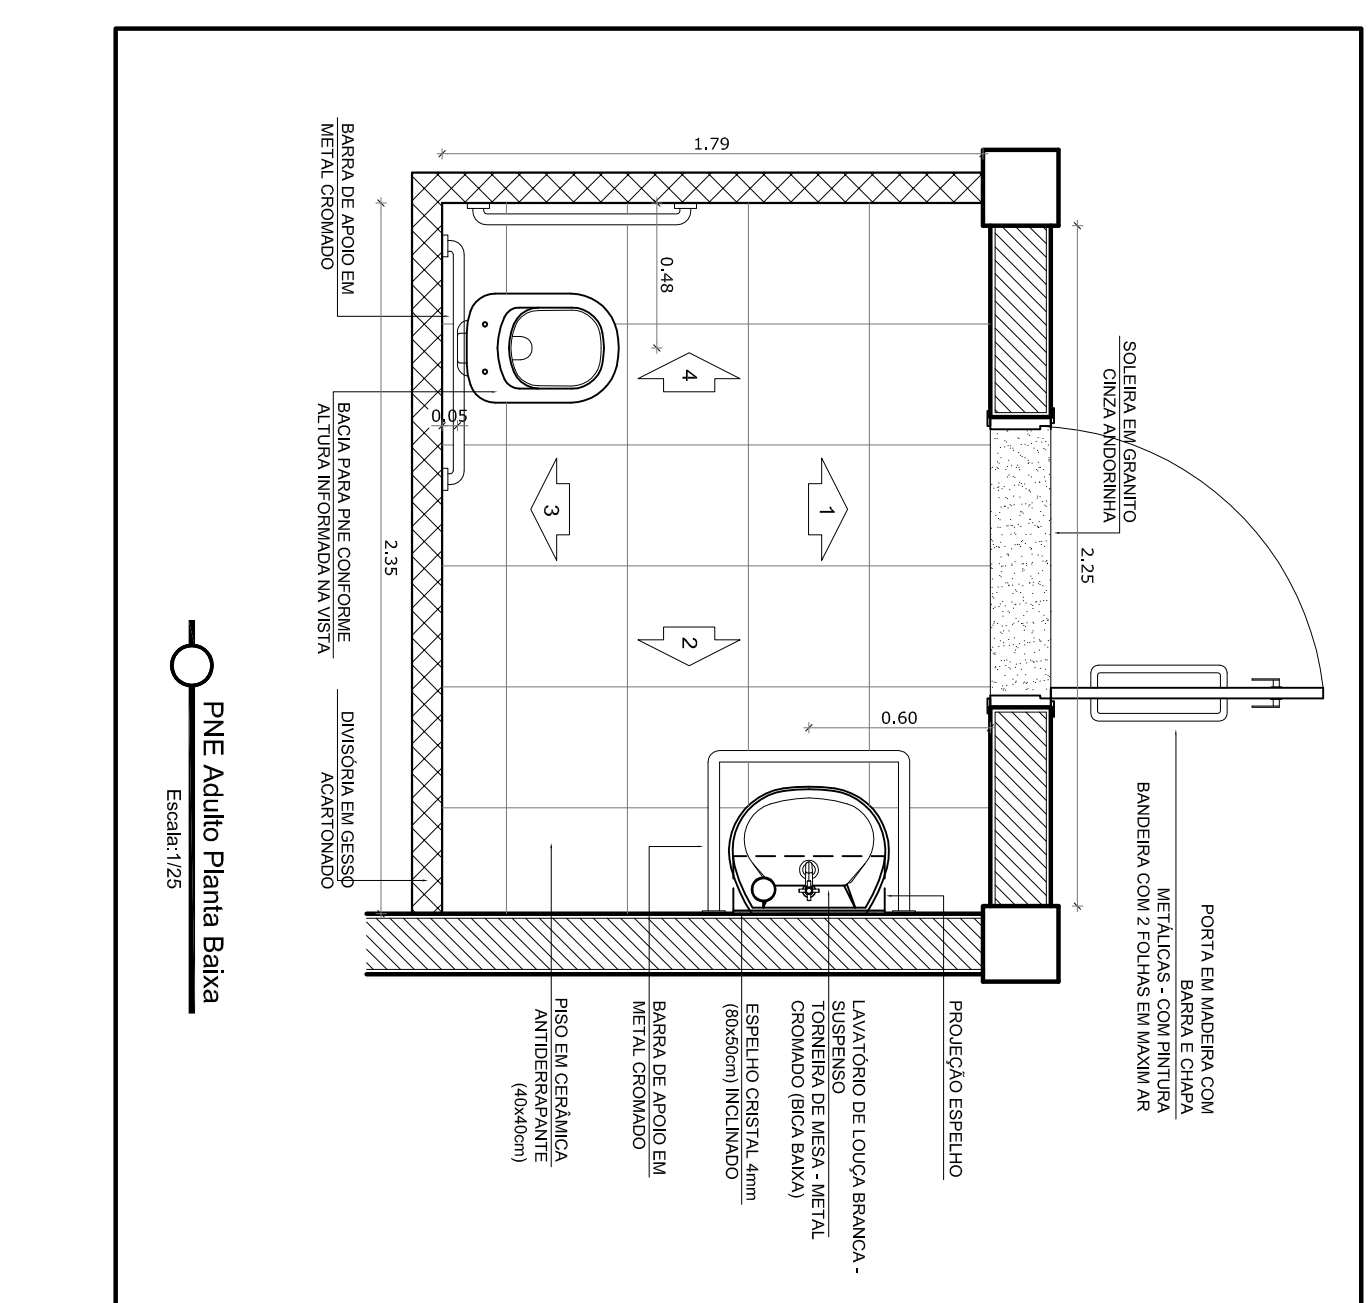 PORTA EM MADEIRA COM
BARRA E CHAPA
METÁLICAS - COM PINTURA
BANDEIRA COM 2 FOLHAS EM MAXIM AR
SOLEIRA EM GRANITO
CINZA ANDORINHA
2.25
1.79
0.48
0.60
0.05
2.35
1
2
3
4
PROJEÇÃO ESPELHO
LAVATÓRIO DE LOUÇA BRANCA -
SUSPENSO
TORNEIRA DE MESA - METAL
CROMADO (BICA BAIXA)
ESPELHO CRISTAL 4mm
(80x50cm) INCLINADO
BARRA DE APOIO EM
METAL CROMADO
PISO EM CERÂMICA
ANTIDERRAPANTE
(40x40cm)
BARRA DE APOIO EM
METAL CROMADO
BACIA PARA PNE CONFORME
ALTURA INFORMADA NA VISTA
DIVISÓRIA EM GESSO
ACARTONADO
PNE Adulto Planta Baixa
Escala:1/25